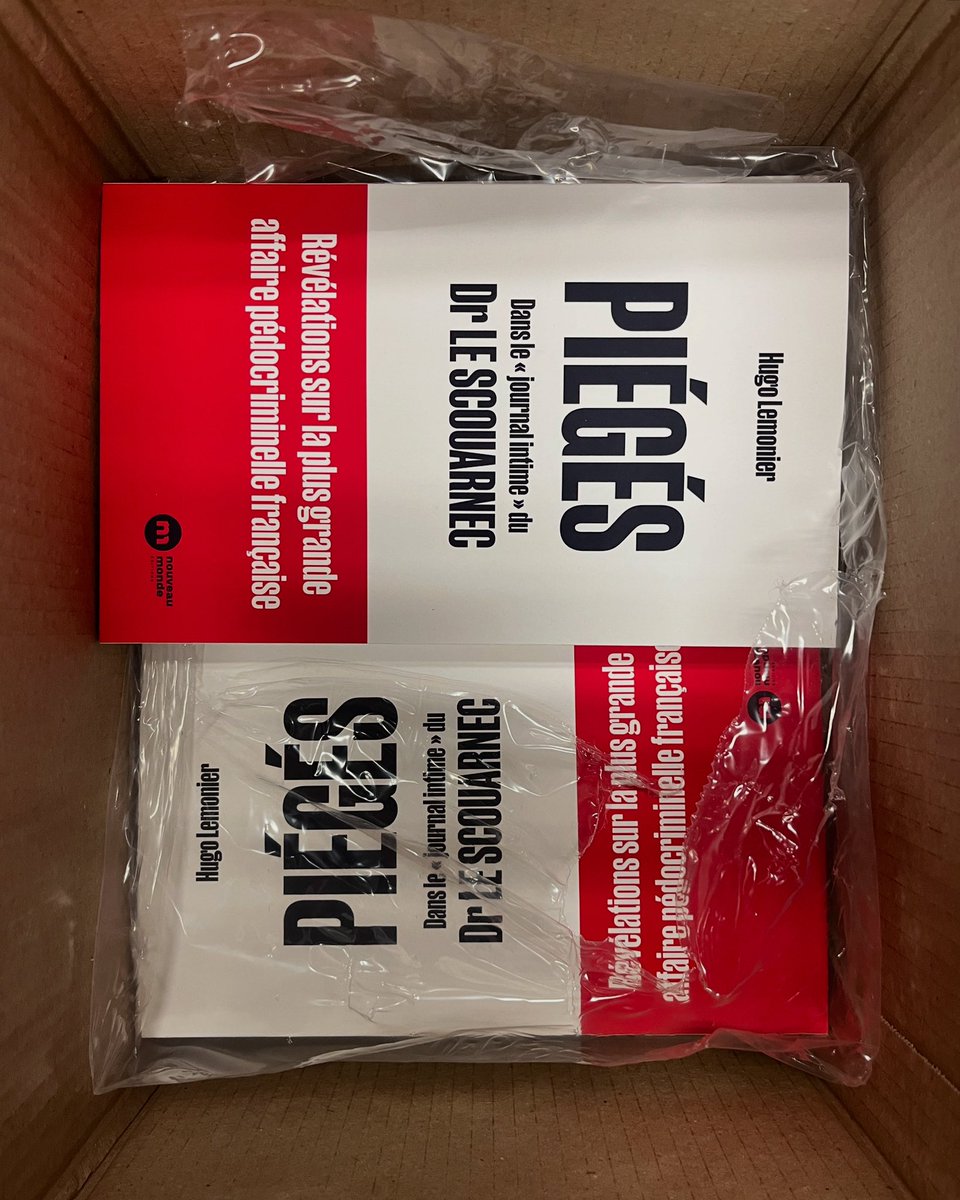 Hugo Lemonier
PIÉGÉS
Dans le « journal intime » du
Dr LE SCOUARNEC
Révélations sur la plus grande
affaire pédocriminelle française
nouveau
monde
Hugo Lemonier
PIÉGÉS
Dans le « journal intime » du
Dr LE SCOUARNEC
Révélations sur la plus grande
affaire pédocriminelle française